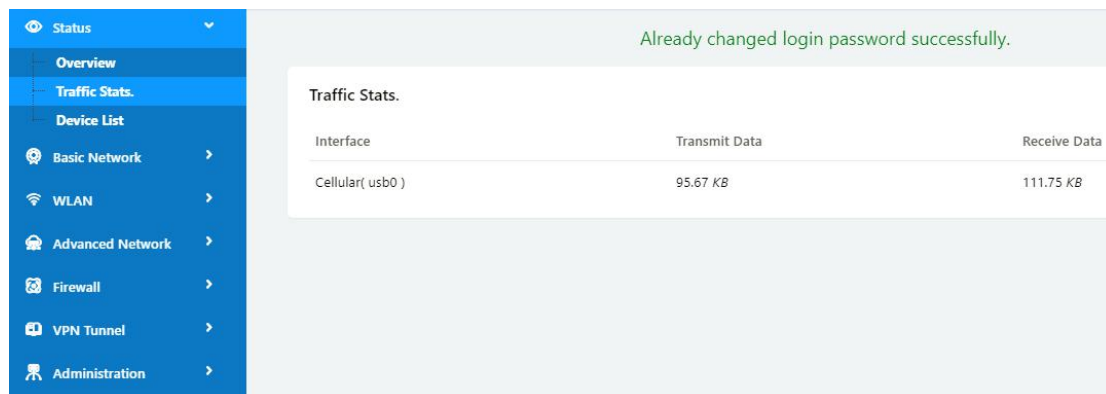 Status
Overview
Traffic Stats.
Device List
Basic Network
WLAN
Advanced Network
Firewall
VPN Tunnel
Administration
Already changed login password successfully.
Traffic Stats.
Interface Transmit Data Receive Data
Cellular( usb0 ) 95.67 KB 111.75 KB